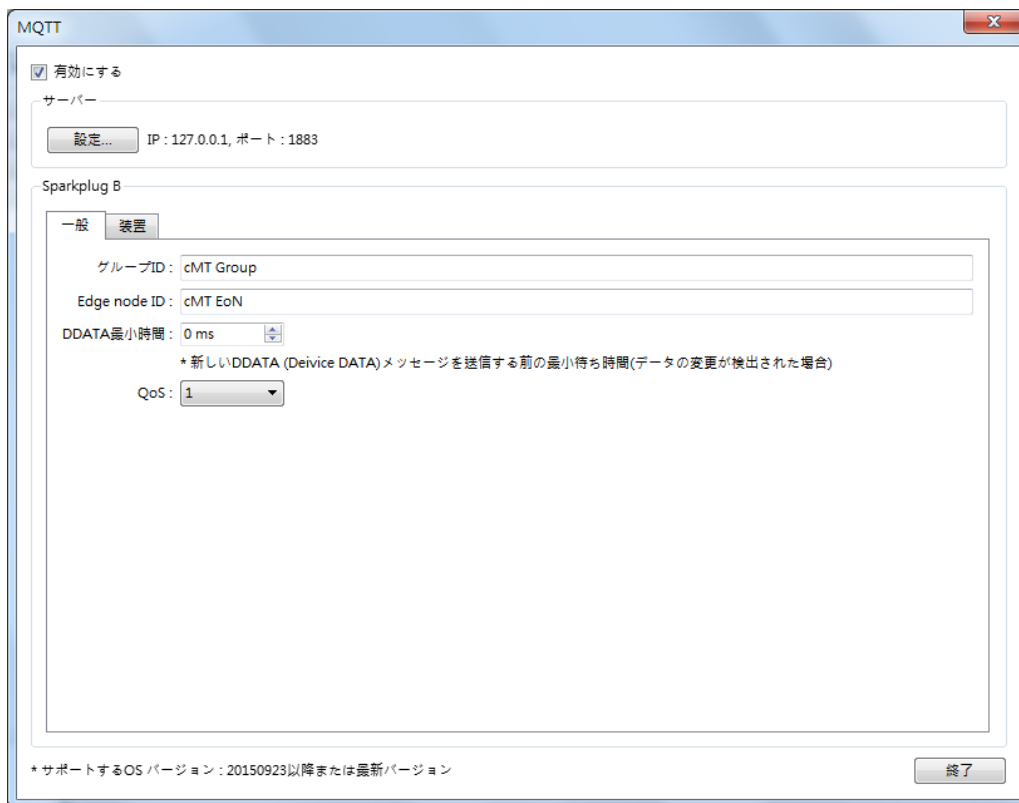 MQTT
有効にする
サーバー
設定... IP : 127.0.0.1, ポート : 1883
Sparkplug B
一般 装置
グループID : cMT Group
Edge node ID : cMT EoN
DDATA最小時間 : 0 ms
* 新しいDDATA (Deivice DATA)メッセージを送信する前の最小待ち時間(データの変更が検出された場合)
QoS : 1
* サポートするOS バージョン : 20150923以降または最新バージョン
終了